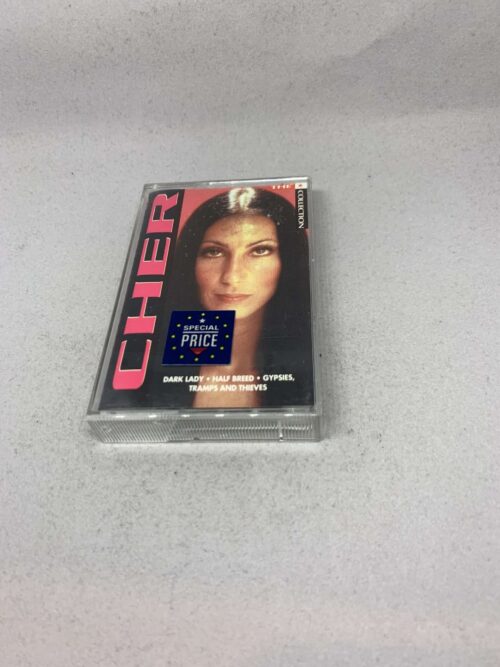 CHER
THE
COLLECTION
SPECIAL
PRICE
DARK LADY • HALF BREED • GYPSIES,
TRAMPS AND THIEVES